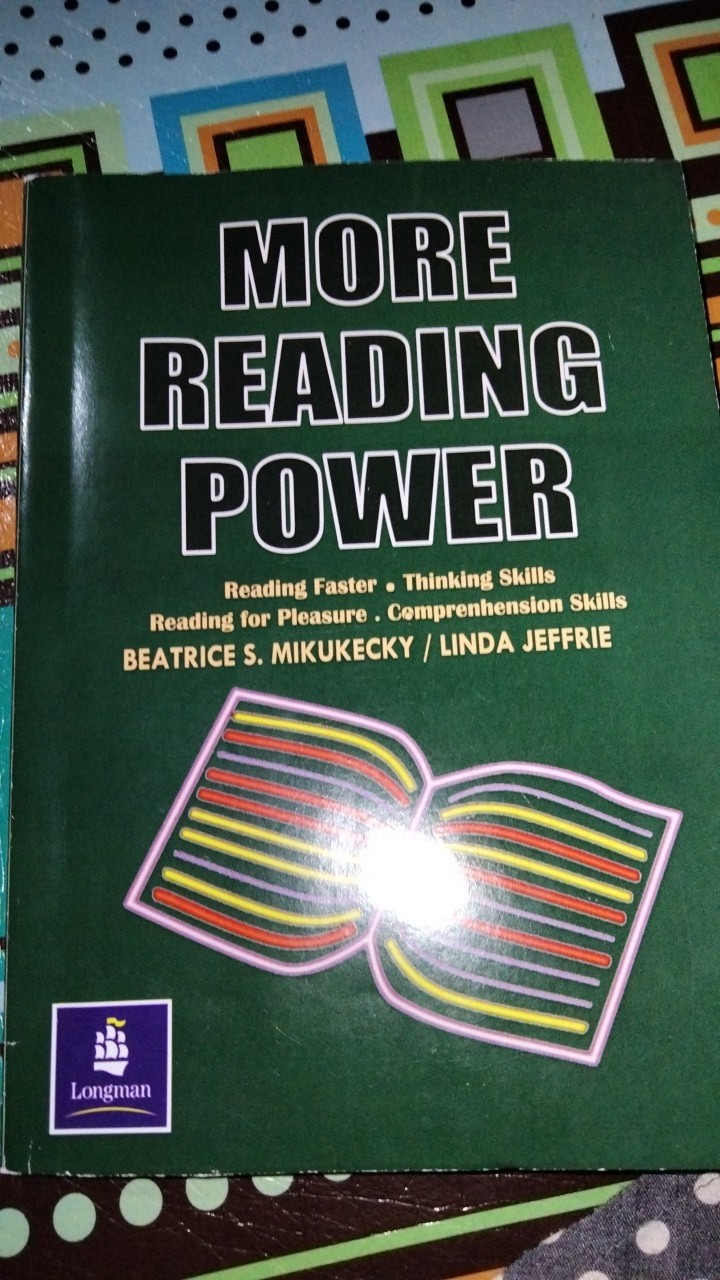 MORE
READING
POWER
Reading Faster . Thinking Skills
Reading for Pleasure . Comprenhension Skills
BEATRICE S. MIKUKECKY / LINDA JEFFRIE
Longman